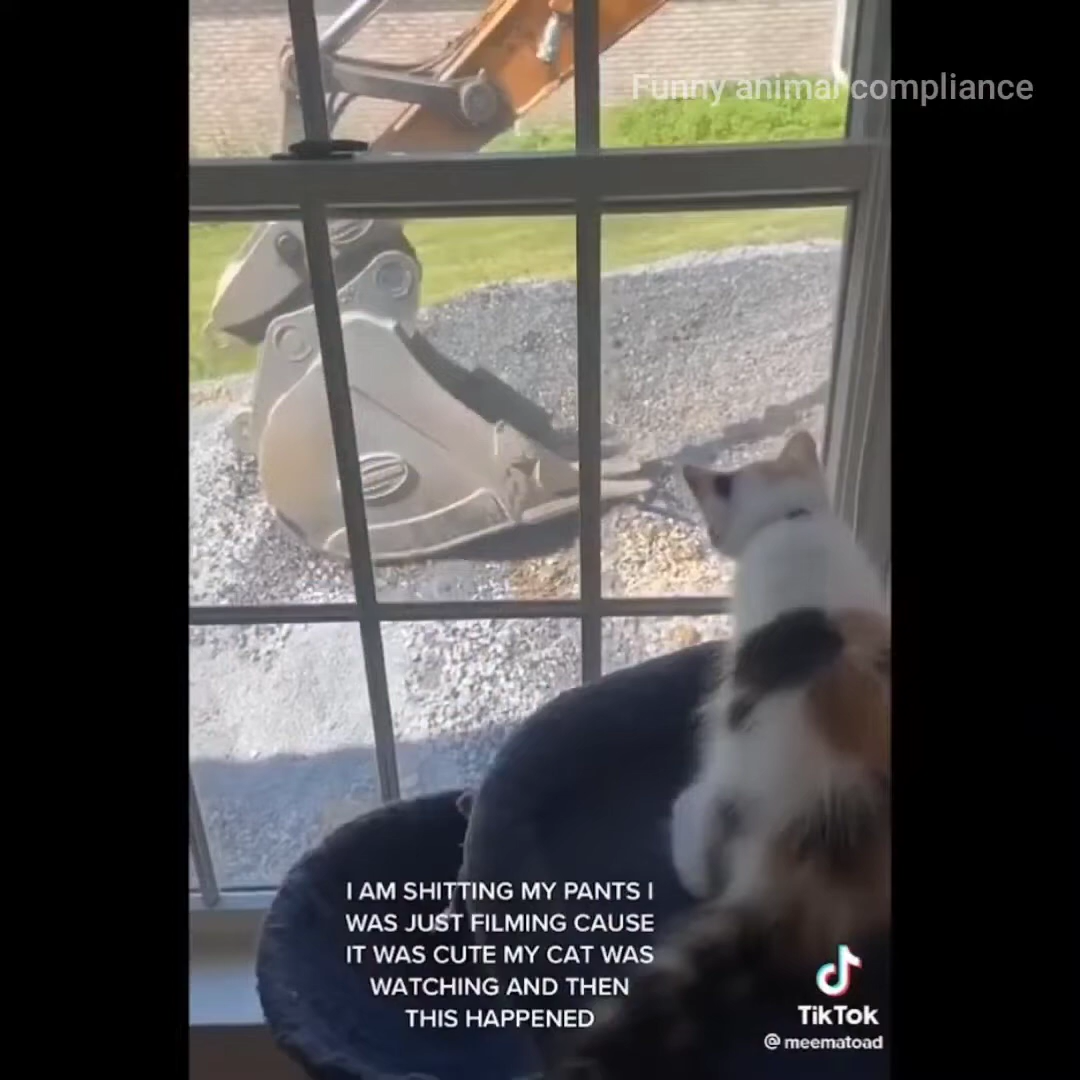 Funny animal compliance
I AM SHITTING MY PANTS I
WAS JUST FILMING CAUSE
IT WAS CUTE MY CAT WAS
WATCHING AND THEN
THIS HAPPENED
TikTok
@meematoad